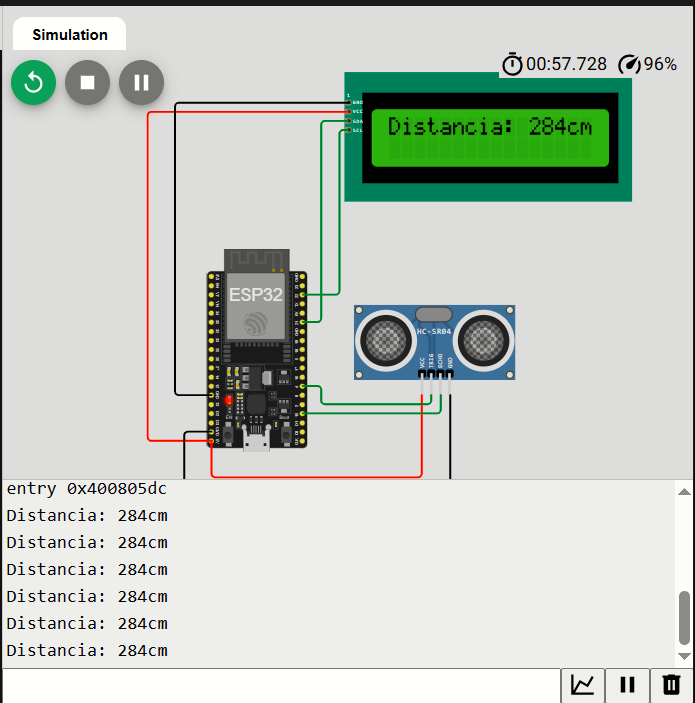 Simulation
00:57.728 96%
1
GND
VCC
SDA
SCL
Distancia: 284cm
ESP32
HC-SR04
VCC
TRIG
ECHO
GND
entry 0x400805dc
Distancia: 284cm
Distancia: 284cm
Distancia: 284cm
Distancia: 284cm
Distancia: 284cm
Distancia: 284cm